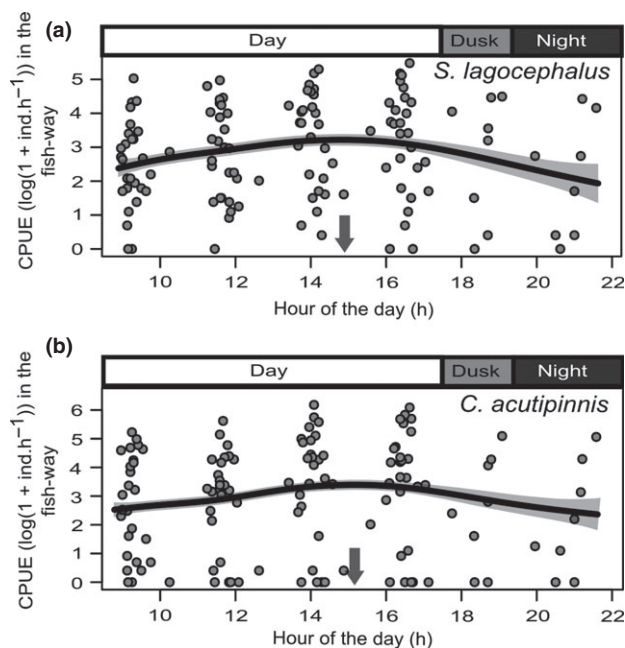 (a)
Day Dusk Night
S. lagocephalus
CPUE (log(1 + ind.h⁻¹)) in the
fish-way
5
4
3
2
1
0
10 12 14 16 18 20 22
Hour of the day (h)
(b)
Day Dusk Night
C. acutipinnis
CPUE (log(1 + ind.h⁻¹)) in the
fish-way
6
5
4
3
2
1
0
10 12 14 16 18 20 22
Hour of the day (h)